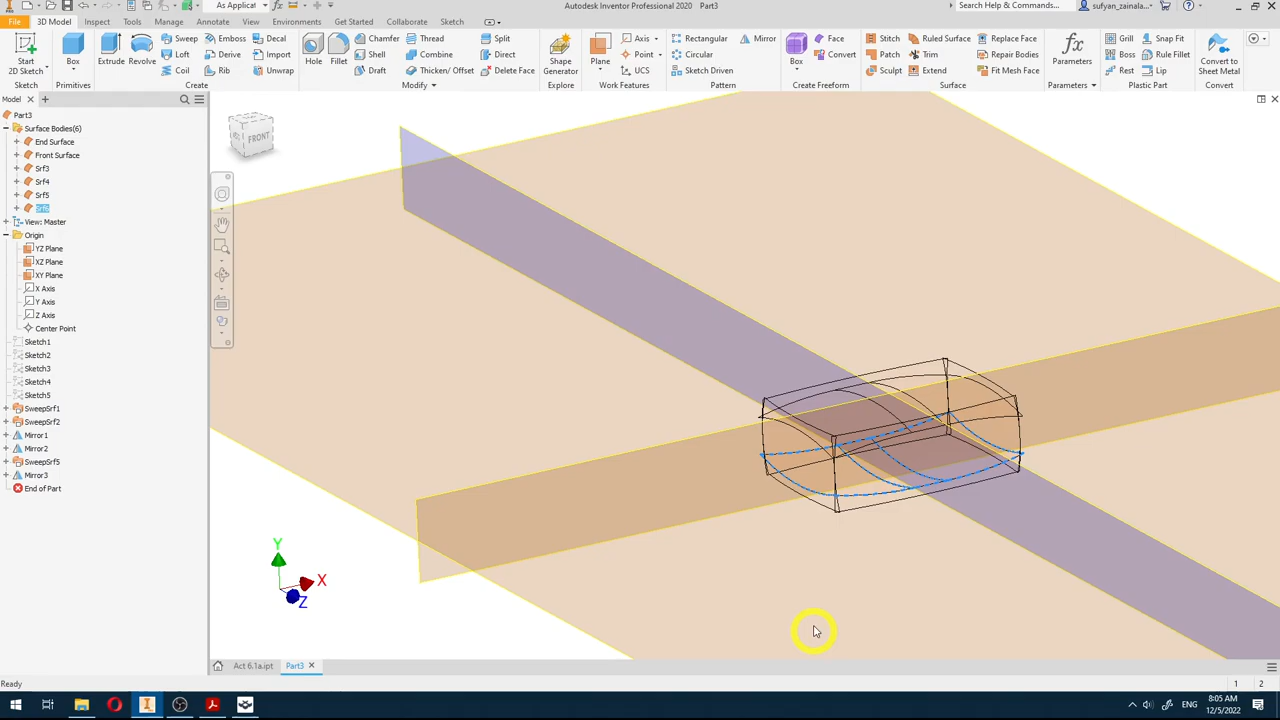 As Applical
Autodesk Inventor Professional 2020 Part3
Search Help & Commands...
sufyan_zainala...
File 3D Model Inspect Tools Manage Annotate View Environments Get Started Collaborate Sketch
Start
2D Sketch
Box
Primitives
Extrude
Revolve
Sweep
Loft
Coil
Emboss
Derive
Rib
Decal
Import
Unwrap
Create
Hole
Fillet
Chamfer
Shell
Draft
Thread
Combine
Thicken/ Offset
Split
Direct
Delete Face
Modify
Shape
Generator
Explore
Plane
Axis
Point
UCS
Work Features
Rectangular
Circular
Sketch Driven
Mirror
Pattern
Box
Face
Convert
Create Freeform
Stitch
Patch
Sculpt
Ruled Surface
Trim
Extend
Replace Face
Repair Bodies
Fit Mesh Face
Surface
fx
Parameters
Parameters
Grill
Boss
Rest
Snap Fit
Rule Fillet
Lip
Plastic Part
Convert to
Sheet Metal
Convert
Model
Part3
Surface Bodies(6)
End Surface
Front Surface
Srf3
Srf4
Srf5
Srf6
View: Master
Origin
YZ Plane
XZ Plane
XY Plane
X Axis
Y Axis
Z Axis
Center Point
Sketch1
Sketch2
Sketch3
Sketch4
Sketch5
SweepSrf1
SweepSrf2
Mirror1
Mirror2
SweepSrf5
Mirror3
End of Part
FRONT
Y
X
Z
Act 6.1a.ipt
Part3
Ready
1 2
ENG
8:05 AM
12/5/2022